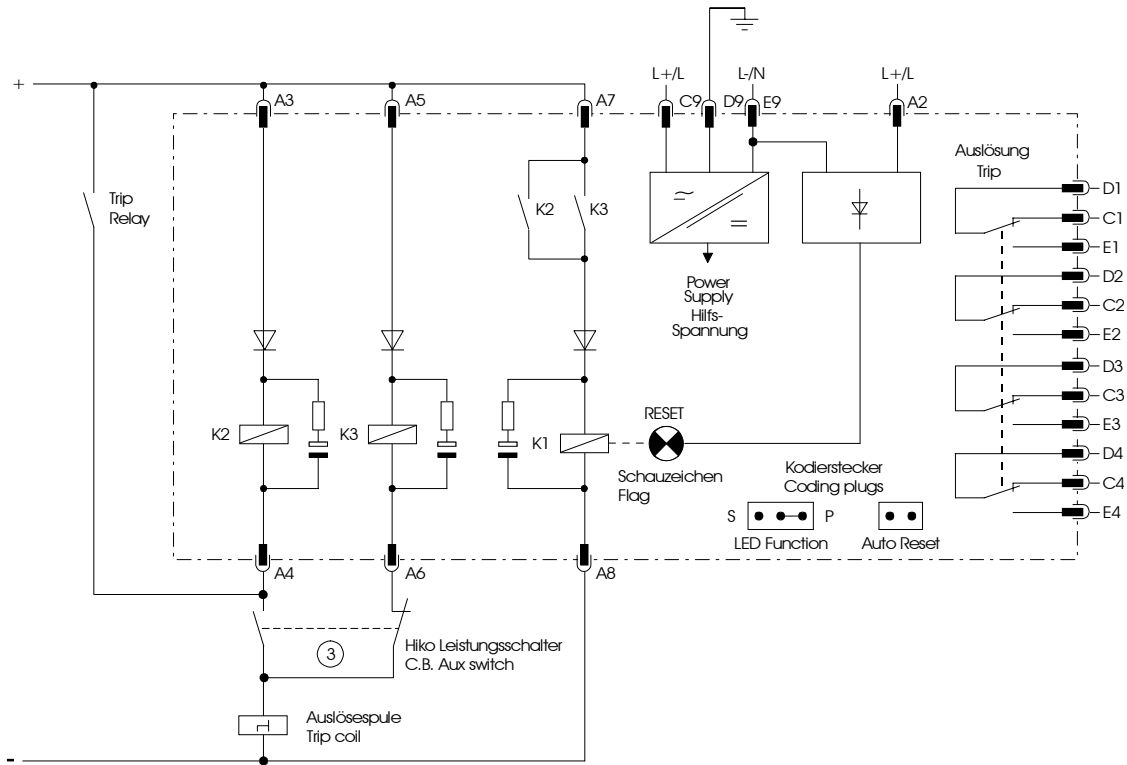 L+/L
L-/N
L+/L
+
A3
A5
A7
C9
D9
E9
A2
Auslösung
Trip
D1
Trip
Relay
K2
K3
C1
E1
D2
Power
Supply
Hilfs-
Spannung
C2
E2
D3
C3
RESET
K2
K3
K1
E3
D4
Schauzeichen
Flag
Kodierstecker
Coding plugs
C4
S
P
E4
LED Function
Auto Reset
A4
A6
A8
3
Hiko Leistungsschalter
C.B. Aux switch
Auslösespule
Trip coil
-